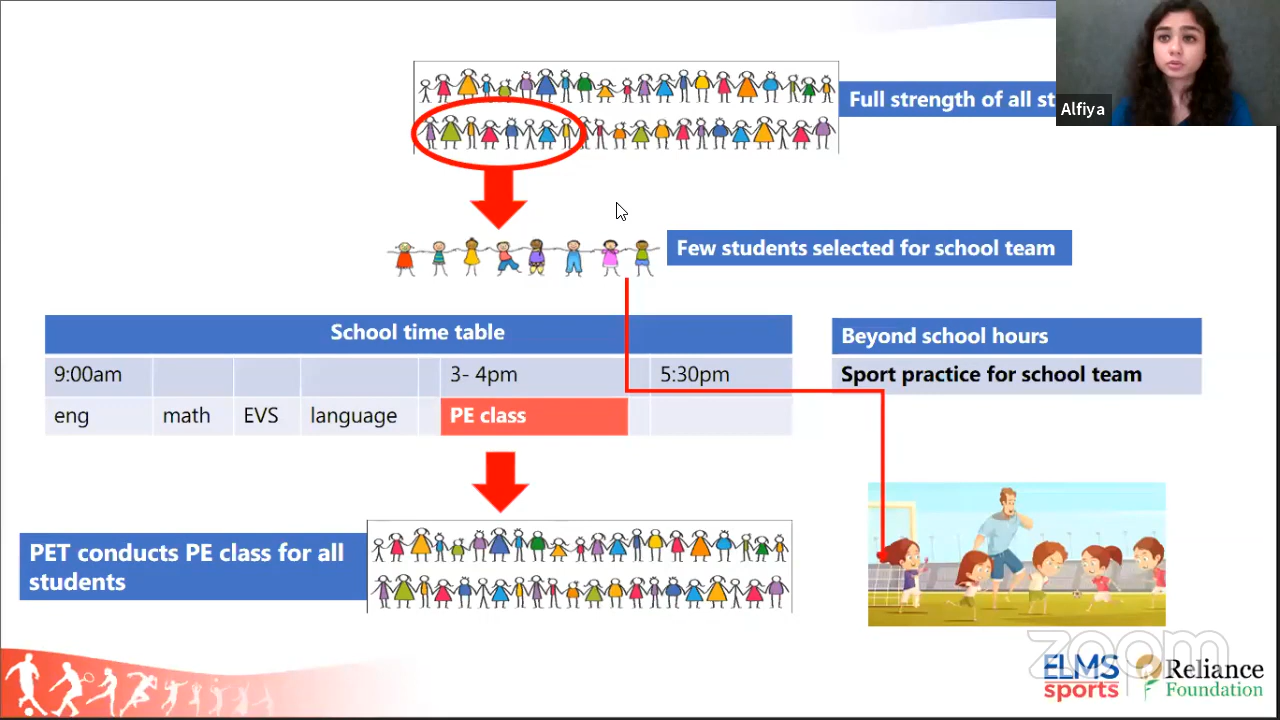 Full strength of all st
Alfiya
Few students selected for school team
School time table
9:00am 3- 4pm 5:30pm
eng math EVS language PE class
Beyond school hours
Sport practice for school team
PET conducts PE class for all
students
zoom
ELMS
sports
Reliance
Foundation